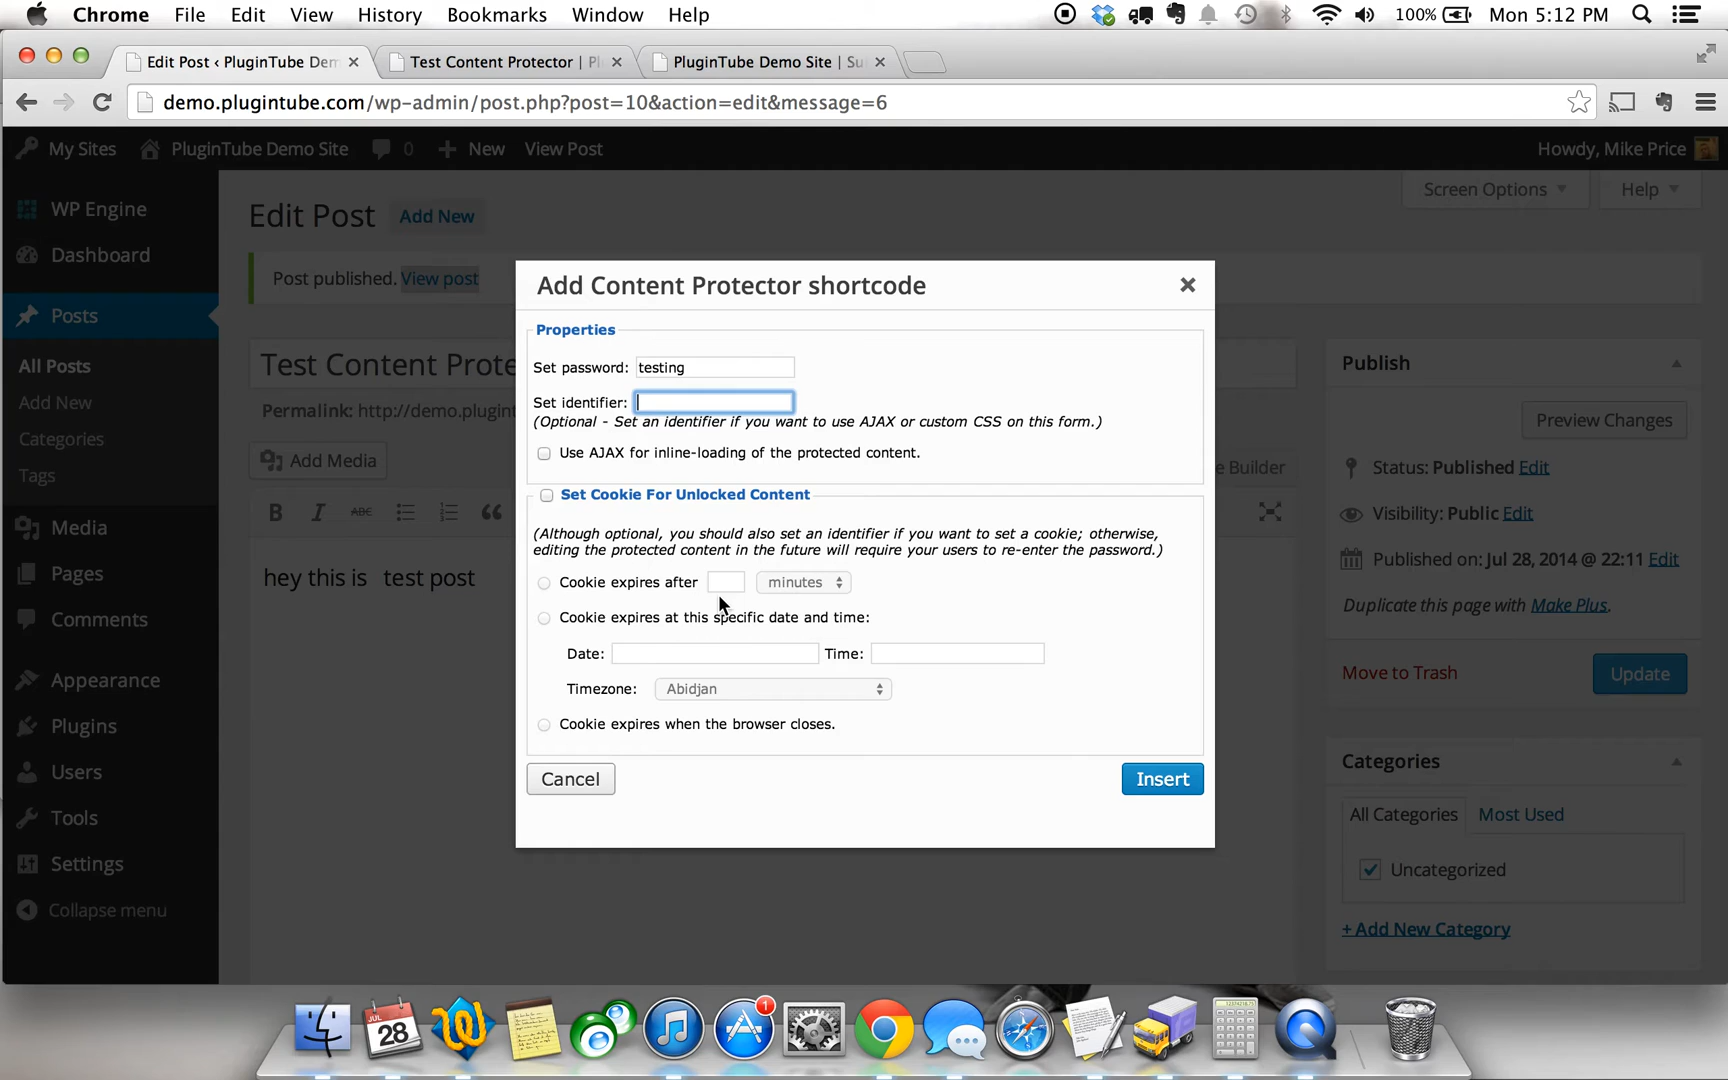 Chrome File Edit View History Bookmarks Window Help 100% Mon 5:12 PM
Edit Post ‹ PluginTube Dem Test Content Protector | Pl PluginTube Demo Site | Su
demo.plugintube.com/wp-admin/post.php?post=10&action=edit&message=6
My Sites PluginTube Demo Site 0 + New View Post Howdy, Mike Price
Screen Options Help
WP Engine
Dashboard
Posts
All Posts
Add New
Categories
Tags
Media
Pages
Comments
Appearance
Plugins
Users
Tools
Settings
Collapse menu
Edit Post Add New
Post published. View post
Test Content Prote
Permalink: http://demo.plugint
Add Media
e Builder
B I ABC
hey this is test post
Add Content Protector shortcode
Properties
Set password: testing
Set identifier:
(Optional - Set an identifier if you want to use AJAX or custom CSS on this form.)
Use AJAX for inline-loading of the protected content.
Set Cookie For Unlocked Content
(Although optional, you should also set an identifier if you want to set a cookie; otherwise,
editing the protected content in the future will require your users to re-enter the password.)
Cookie expires after minutes
Cookie expires at this specific date and time:
Date: Time:
Timezone: Abidjan
Cookie expires when the browser closes.
Cancel Insert
Publish
Preview Changes
Status: Published Edit
Visibility: Public Edit
Published on: Jul 28, 2014 @ 22:11 Edit
Duplicate this page with Make Plus.
Move to Trash Update
Categories
All Categories Most Used
Uncategorized
+ Add New Category
JUL
28
1